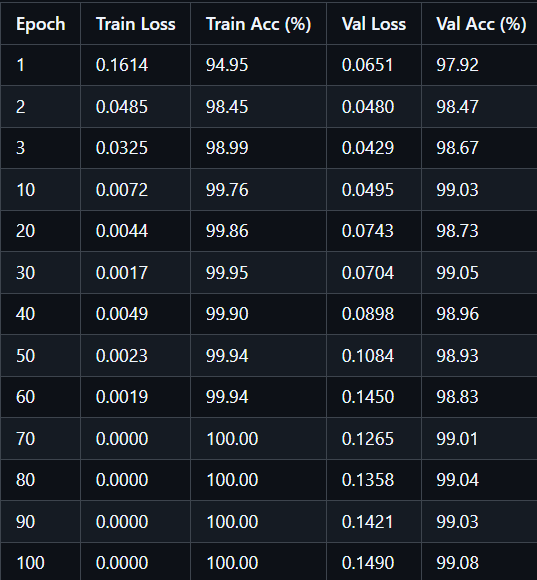 Epoch Train Loss Train Acc (%) Val Loss Val Acc (%)
1 0.1614 94.95 0.0651 97.92
2 0.0485 98.45 0.0480 98.47
3 0.0325 98.99 0.0429 98.67
10 0.0072 99.76 0.0495 99.03
20 0.0044 99.86 0.0743 98.73
30 0.0017 99.95 0.0704 99.05
40 0.0049 99.90 0.0898 98.96
50 0.0023 99.94 0.1084 98.93
60 0.0019 99.94 0.1450 98.83
70 0.0000 100.00 0.1265 99.01
80 0.0000 100.00 0.1358 99.04
90 0.0000 100.00 0.1421 99.03
100 0.0000 100.00 0.1490 99.08